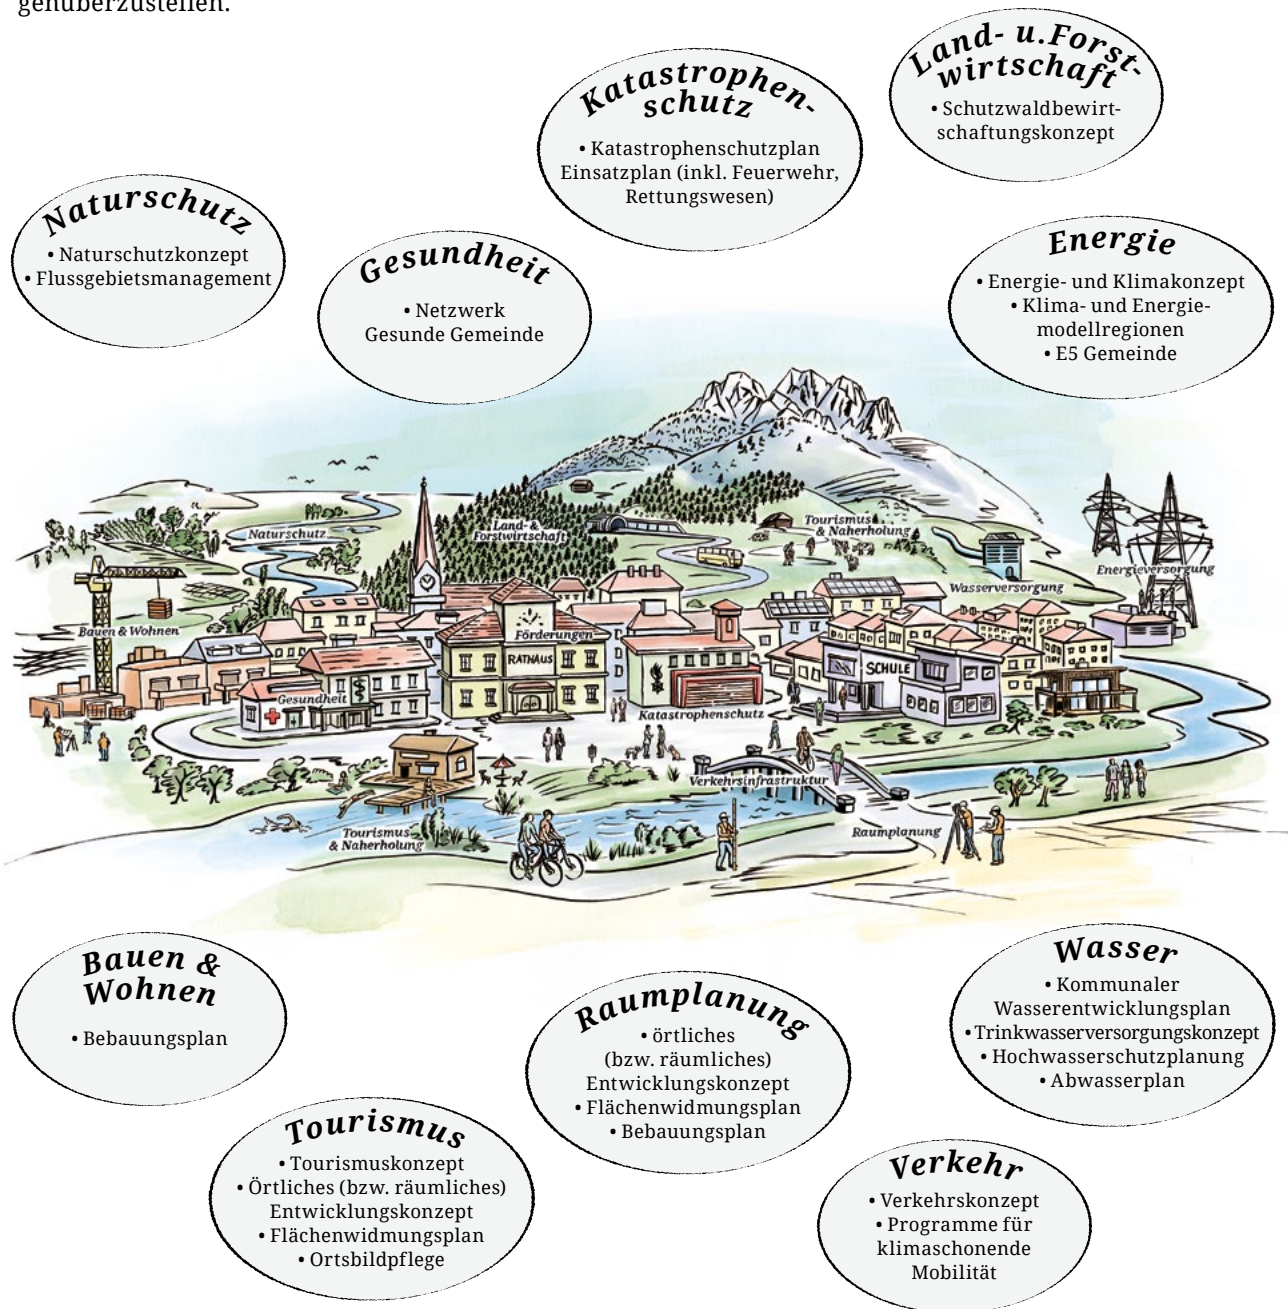 genüberzustellen.
Land- u.Forst-
wirtschaft
• Schutzwaldbewirt-
schaftungskonzept
Katastrophen-
schutz
• Katastrophenschutzplan
Einsatzplan (inkl. Feuerwehr,
Rettungswesen)
Naturschutz
• Naturschutzkonzept
• Flussgebietsmanagement
Gesundheit
• Netzwerk
Gesunde Gemeinde
Energie
• Energie- und Klimakonzept
• Klima- und Energie-
modellregionen
• E5 Gemeinde
Naturschutz
Land- &
Forstwirtschaft
Tourismus
& Naherholung
Energieversorgung
Wasserversorgung
Bauen & Wohnen
Förderungen
RATHAUS
SCHULE
Gesundheit
Katastrophenschutz
Verkehrsinfrastruktur
Tourismus
& Naherholung
Raumplanung
Bauen &
Wohnen
• Bebauungsplan
Raumplanung
• örtliches
(bzw. räumliches)
Entwicklungskonzept
• Flächenwidmungsplan
• Bebauungsplan
Wasser
• Kommunaler
Wasserentwicklungsplan
• Trinkwasserversorgungskonzept
• Hochwasserschutzplanung
• Abwasserplan
Tourismus
• Tourismuskonzept
• Örtliches (bzw. räumliches)
Entwicklungskonzept
• Flächenwidmungsplan
• Ortsbildpflege
Verkehr
• Verkehrskonzept
• Programme für
klimaschonende
Mobilität